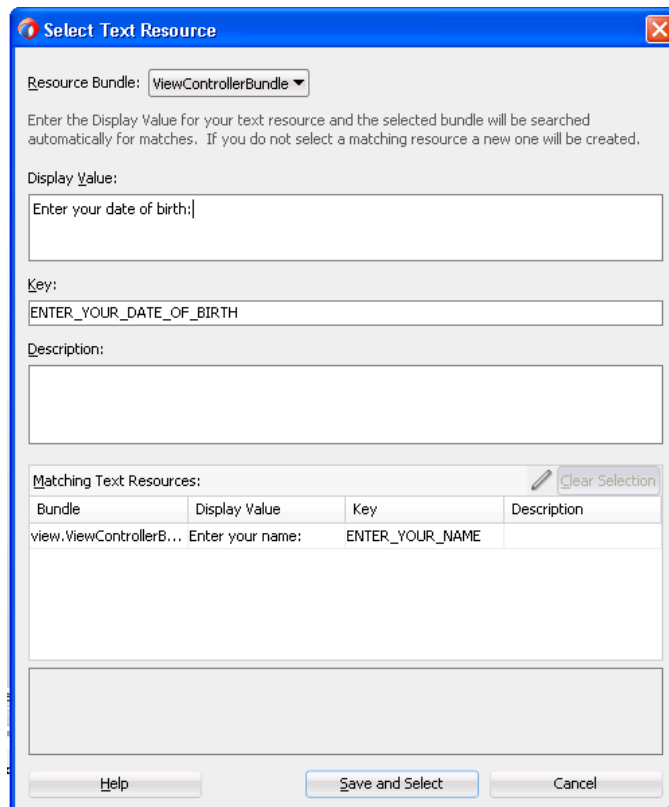 Select Text Resource
Resource Bundle: ViewControllerBundle
Enter the Display Value for your text resource and the selected bundle will be searched
automatically for matches. If you do not select a matching resource a new one will be created.
Display Value:
Enter your date of birth:
Key:
ENTER_YOUR_DATE_OF_BIRTH
Description:
Matching Text Resources: Clear Selection
Bundle Display Value Key Description
view.ViewControllerB... Enter your name: ENTER_YOUR_NAME
Help Save and Select Cancel